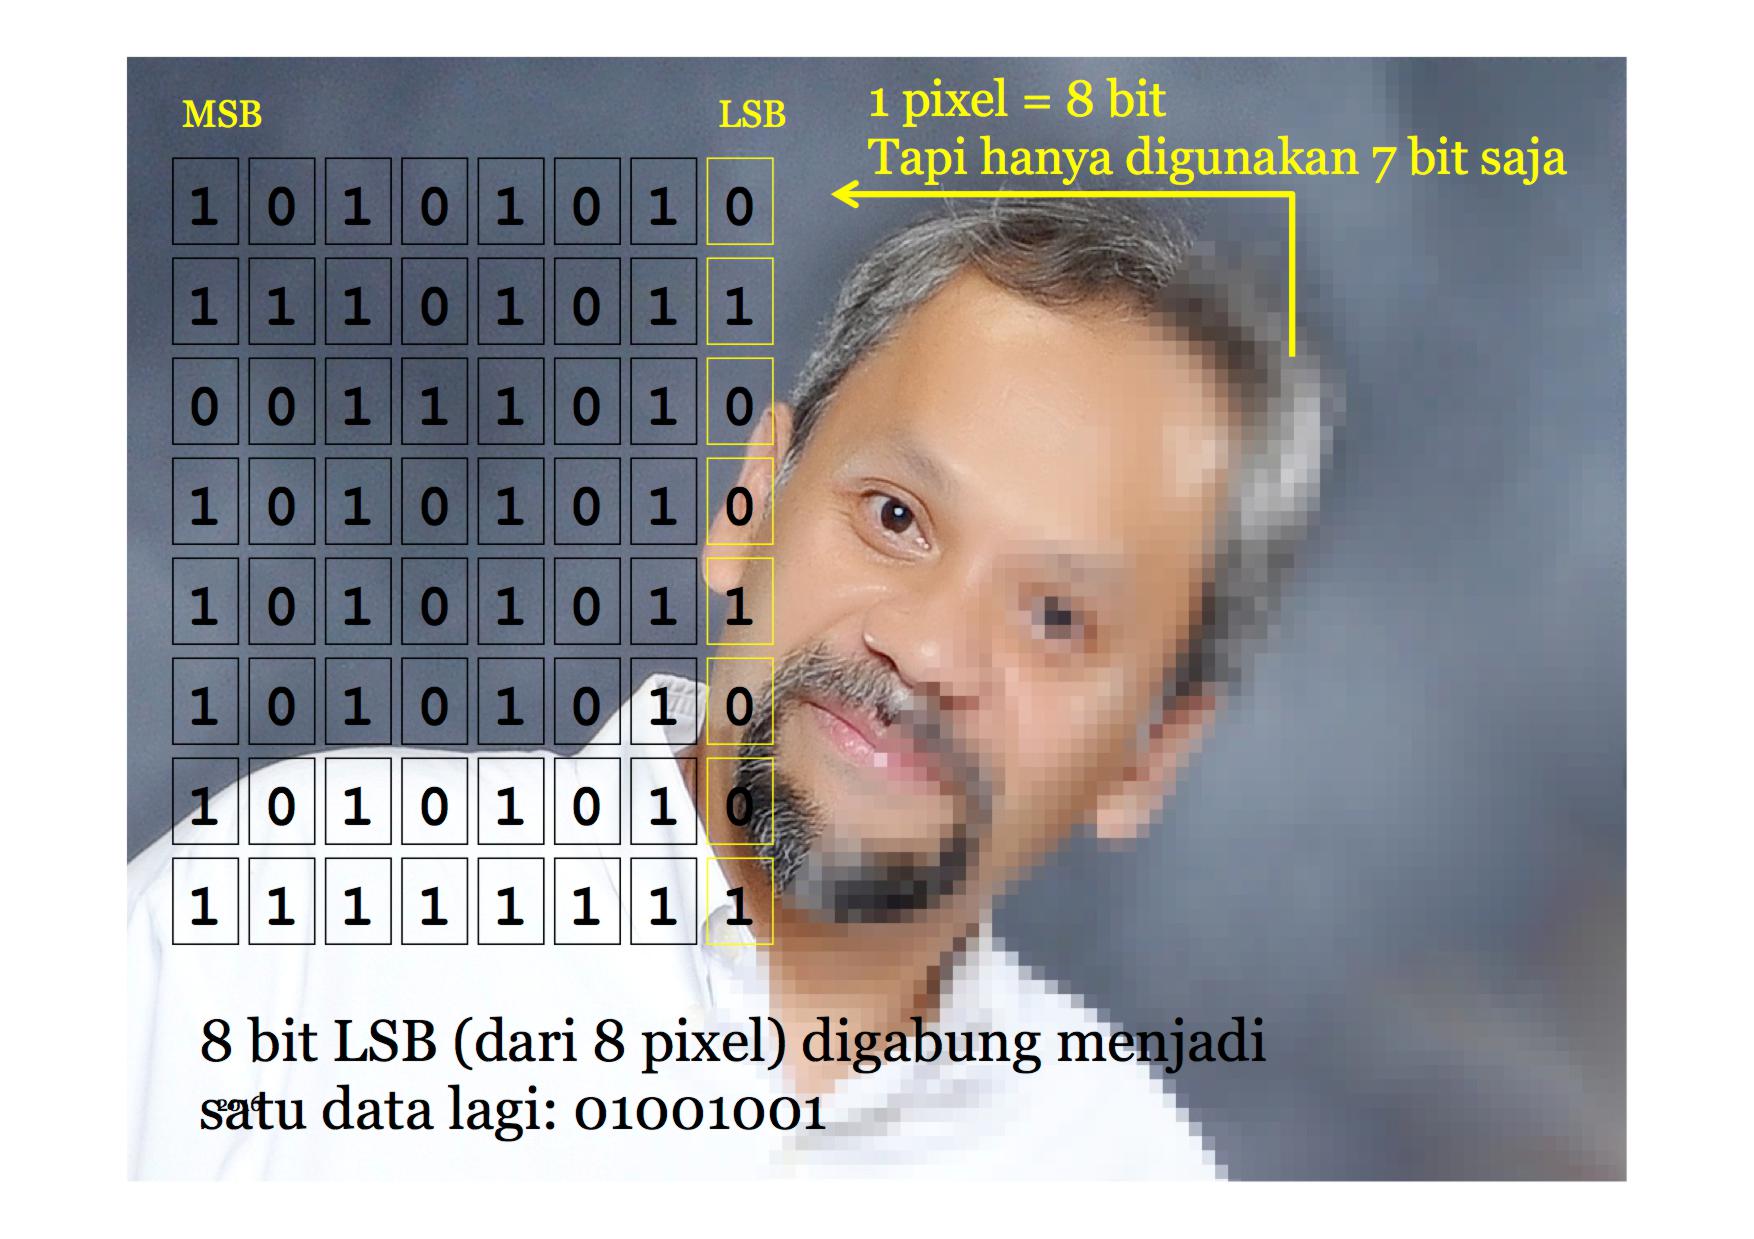 MSB LSB
1 pixel = 8 bit
Tapi hanya digunakan 7 bit saja
1 0 1 0 1 0 1 0
1 1 1 0 1 0 1 1
0 0 1 1 1 0 1 0
1 0 1 0 1 0 1 0
1 0 1 0 1 0 1 1
1 0 1 0 1 0 1 0
1 0 1 0 1 0 1 0
1 1 1 1 1 1 1 1
8 bit LSB (dari 8 pixel) digabung menjadi
satu data lagi: 01001001
2016